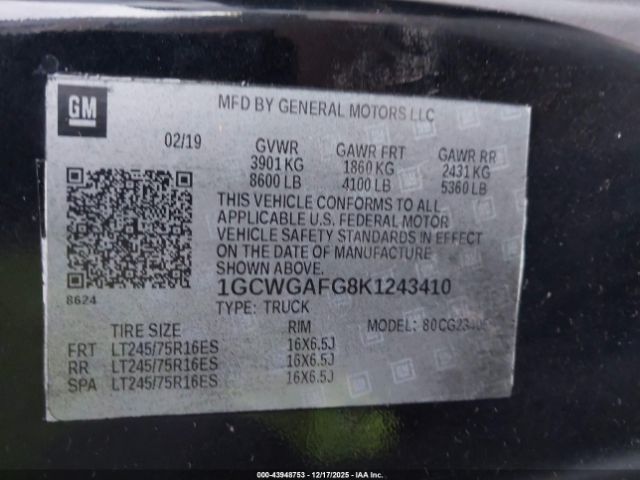 GM
MFD BY GENERAL MOTORS LLC
02/19 GVWR GAWR FRT GAWR RR
3901 KG 1860 KG 2431 KG
8600 LB 4100 LB 5360 LB
THIS VEHICLE CONFORMS TO ALL
APPLICABLE U.S. FEDERAL MOTOR
VEHICLE SAFETY STANDARDS IN EFFECT
ON THE DATE OF MANUFACTURE
SHOWN ABOVE
8624
1GCWGAFG8K1243410
TYPE: TRUCK
TIRE SIZE RIM MODEL:
FRT LT245/75R16ES 16X6.5J
RR LT245/75R16ES 16X6.5J
SPA LT245/75R16ES 16X6.5J
000-43948753 - 12/17/2025 - IAA Inc.